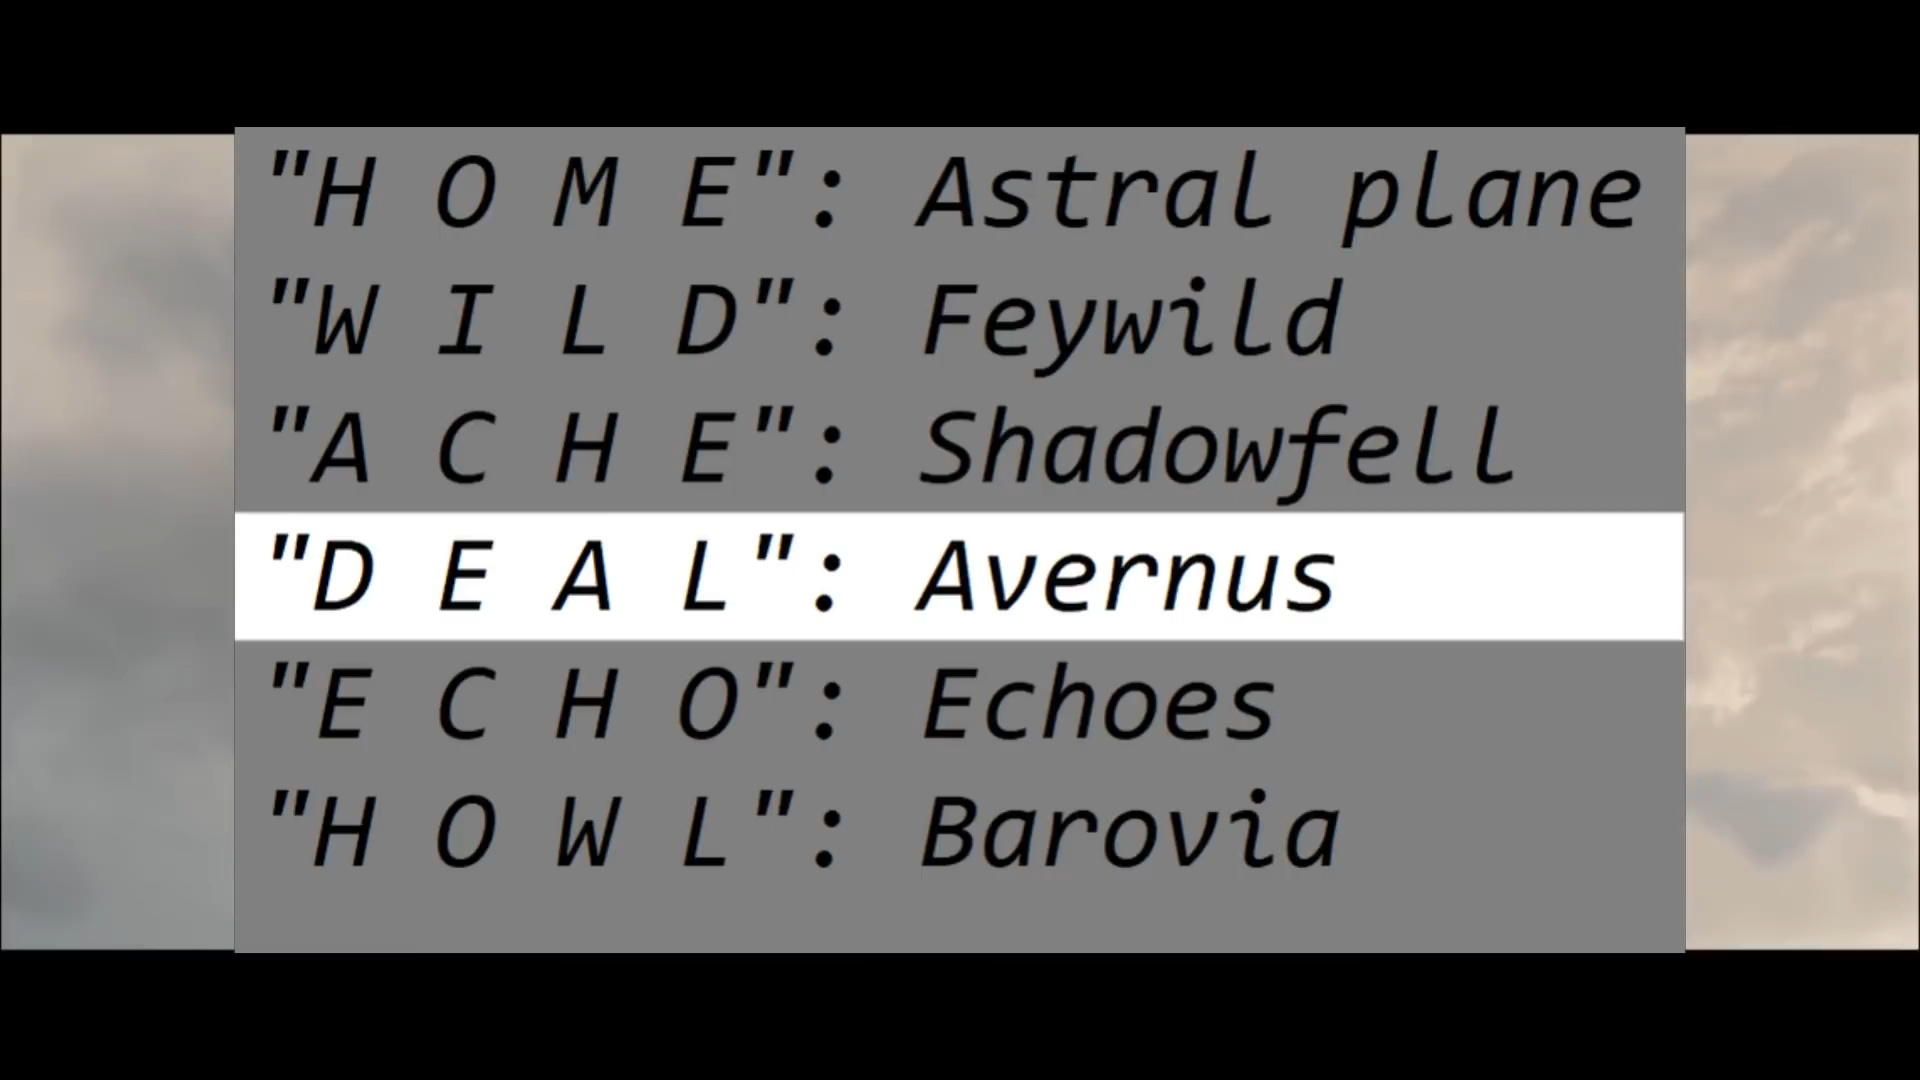 "H O M E": Astral plane
"W I L D": Feywild
"A C H E": Shadowfell
"D E A L": Avernus
"E C H O": Echoes
"H O W L": Barovia